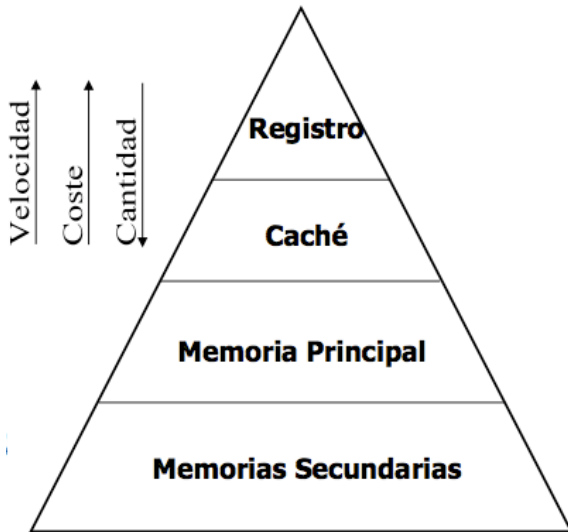 Velocidad
Coste
Cantidad
Registro
Caché
Memoria Principal
Memorias Secundarias